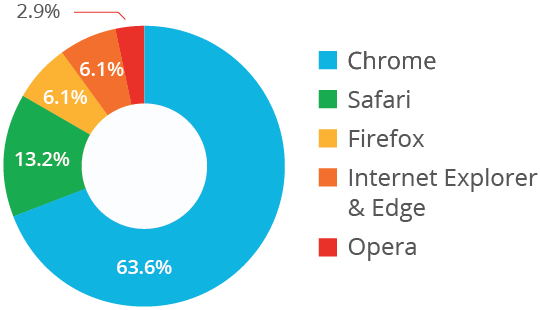 2.9%
6.1%
6.1%
13.2%
63.6%
Chrome
Safari
Firefox
Internet Explorer
& Edge
Opera